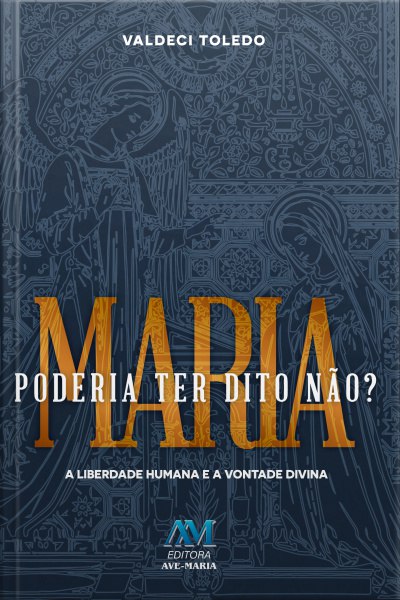 VALDECI TOLEDO
MARIA
PODERIA TER DITO NÃO?
A LIBERDADE HUMANA E A VONTADE DIVINA
AM
EDITORA
AVE-MARIA